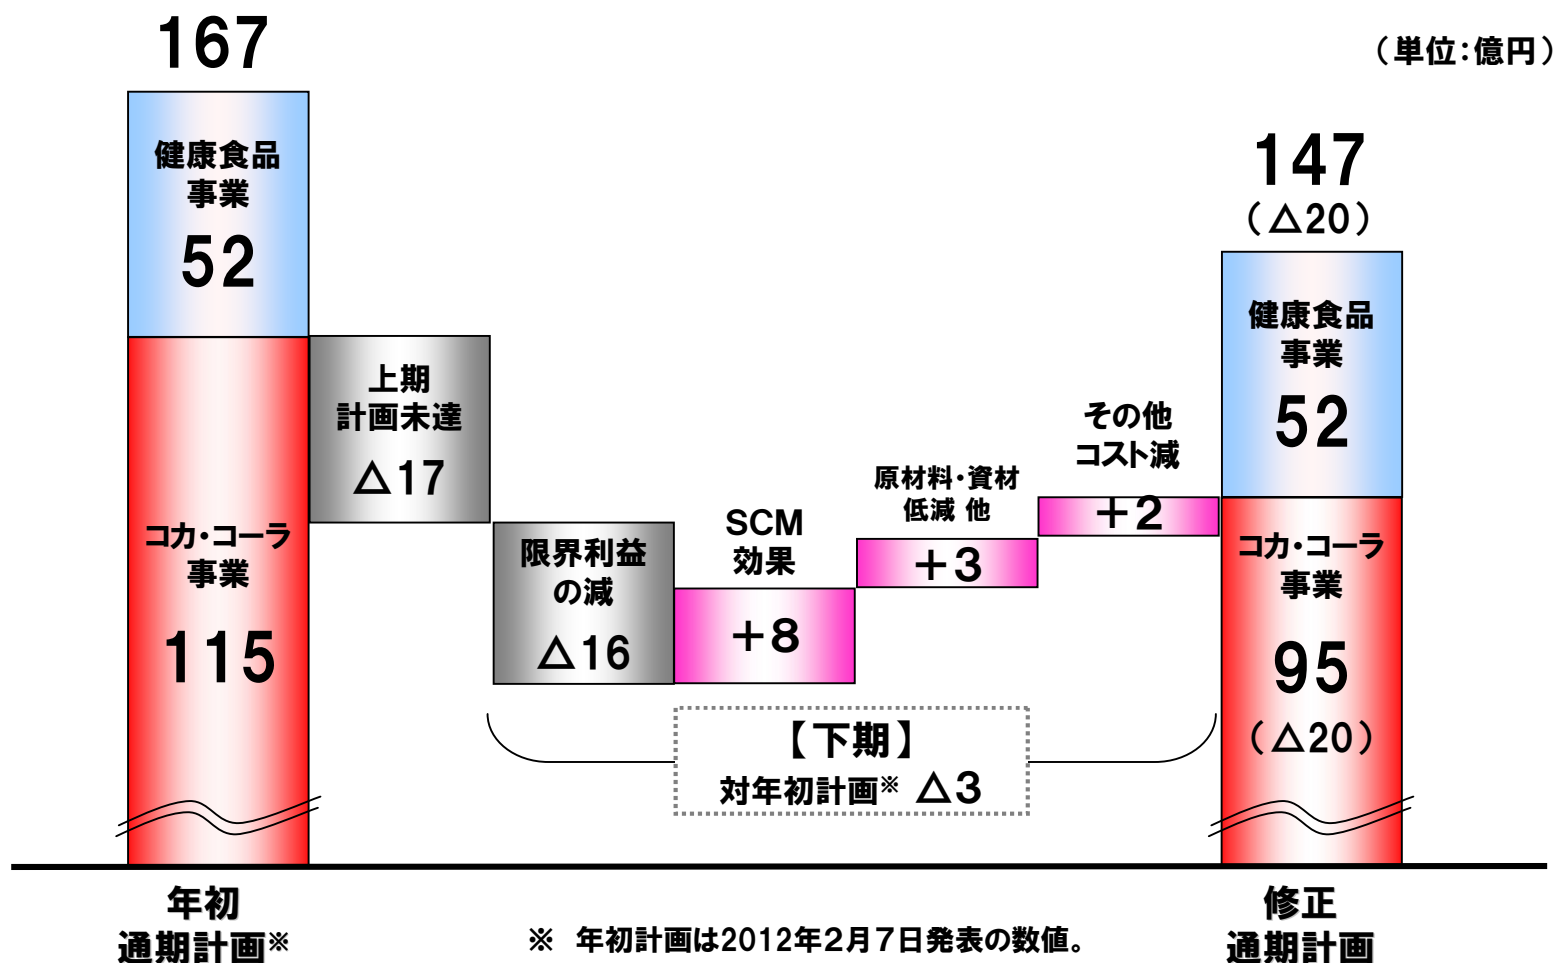 167
（単位：億円）
健康食品
事業
52
コカ・コーラ
事業
115
上期
計画未達
△17
限界利益
の減
△16
SCM
効果
＋8
原材料・資材
低減 他
＋3
その他
コスト減
＋2
147
（△20）
健康食品
事業
52
コカ・コーラ
事業
95
（△20）
【下期】
対年初計画※ △3
年初
通期計画※
※ 年初計画は2012年2月7日発表の数値。
修正
通期計画